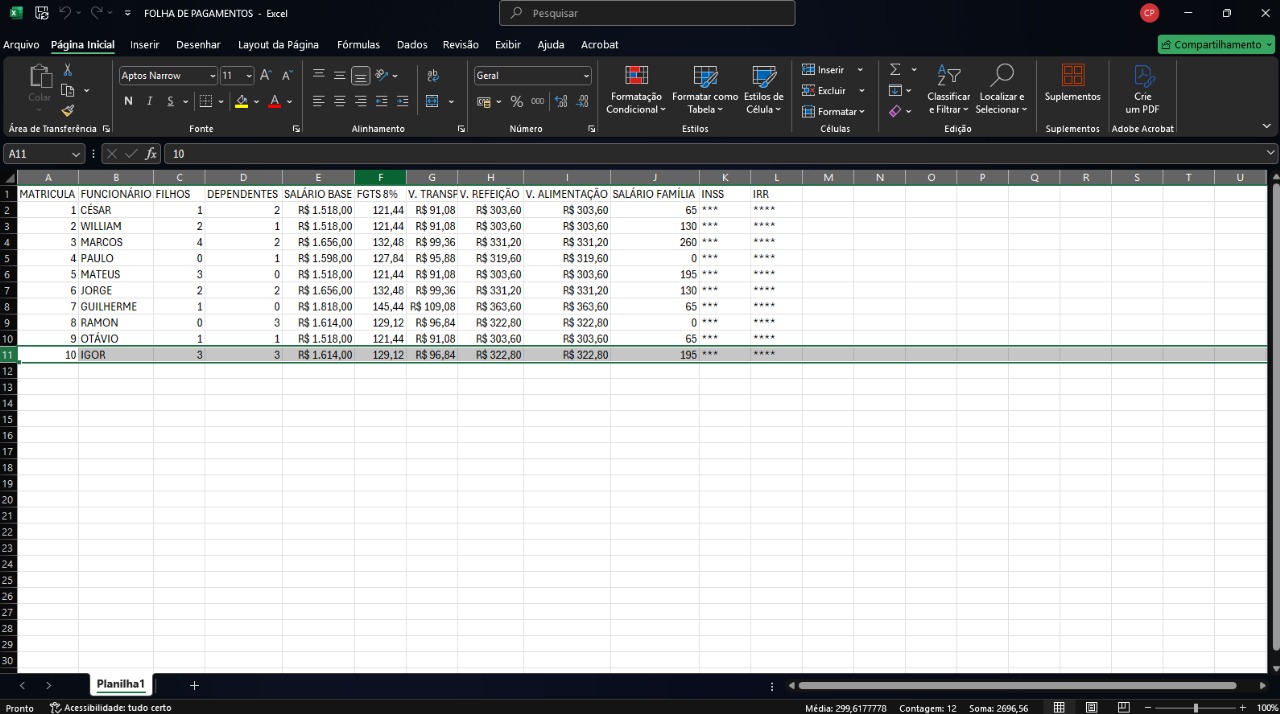 FOLHA DE PAGAMENTOS - Excel
Pesquisar
CP
Arquivo Página Inicial Inserir Desenhar Layout da Página Fórmulas Dados Revisão Exibir Ajuda Acrobat Compartilhamento
Aptos Narrow 11 Geral Inserir
Colar Formatação Condicional Formatar como Tabela Estilos de Célula Excluir Classificar e Filtrar Localizar e Selecionar Suplementos Crie um PDF
N I S % 000 Formatar
Área de Transferência Fonte Alinhamento Número Estilos Células Edição Suplementos Adobe Acrobat
A11 fx 10
A B C D E F G H I J K L M N O P Q R S T U
1 MATRICULA FUNCIONÁRIO FILHOS DEPENDENTES SALÁRIO BASE FGTS 8% V. TRANSP V. REFEIÇÃO V. ALIMENTAÇÃO SALÁRIO FAMÍLIA INSS IRR
2 1 CÉSAR 1 2 R$ 1.518,00 121,44 R$ 91,08 R$ 303,60 R$ 303,60 65 *** ****
3 2 WILLIAM 2 1 R$ 1.518,00 121,44 R$ 91,08 R$ 303,60 R$ 303,60 130 *** ****
4 3 MARCOS 4 2 R$ 1.656,00 132,48 R$ 99,36 R$ 331,20 R$ 331,20 260 *** ****
5 4 PAULO 0 1 R$ 1.598,00 127,84 R$ 95,88 R$ 319,60 R$ 319,60 0 *** ****
6 5 MATEUS 3 0 R$ 1.518,00 121,44 R$ 91,08 R$ 303,60 R$ 303,60 195 *** ****
7 6 JORGE 2 2 R$ 1.656,00 132,48 R$ 99,36 R$ 331,20 R$ 331,20 130 *** ****
8 7 GUILHERME 1 0 R$ 1.818,00 145,44 R$ 109,08 R$ 363,60 R$ 363,60 65 *** ****
9 8 RAMON 0 3 R$ 1.614,00 129,12 R$ 96,84 R$ 322,80 R$ 322,80 0 *** ****
10 9 OTÁVIO 1 1 R$ 1.518,00 121,44 R$ 91,08 R$ 303,60 R$ 303,60 65 *** ****
11 10 IGOR 3 3 R$ 1.614,00 129,12 R$ 96,84 R$ 322,80 R$ 322,80 195 *** ****
12
13
14
15
16
17
18
19
20
21
22
23
24
25
26
27
28
29
30
Planilha1
Pronto Acessibilidade: tudo certo Média: 299,6177778 Contagem: 12 Soma: 2696,56 100%